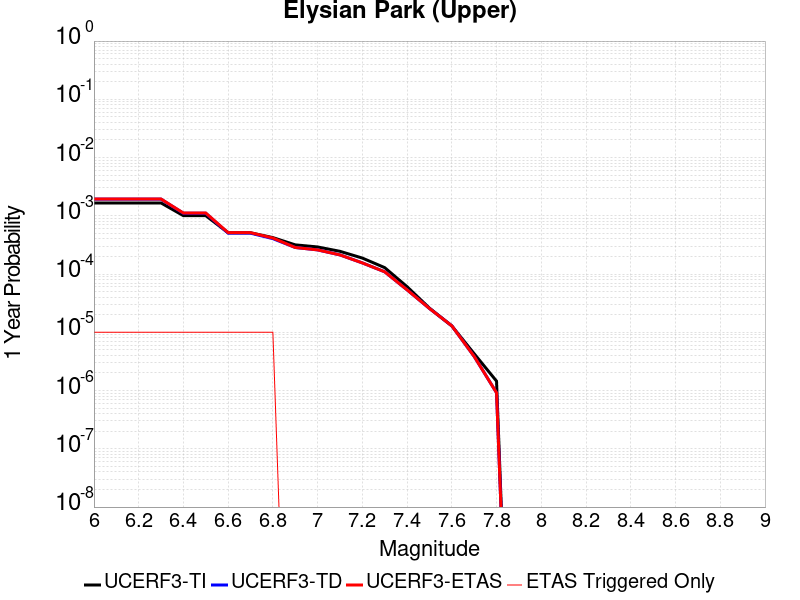 Elysian Park (Upper)
10 0
10 -1
10 -2
10 -3
10 -4
10 -5
10 -6
10 -7
10 -8
1 Year Probability
6 6.2 6.4 6.6 6.8 7 7.2 7.4 7.6 7.8 8 8.2 8.4 8.6 8.8 9
Magnitude
UCERF3-TI UCERF3-TD UCERF3-ETAS ETAS Triggered Only